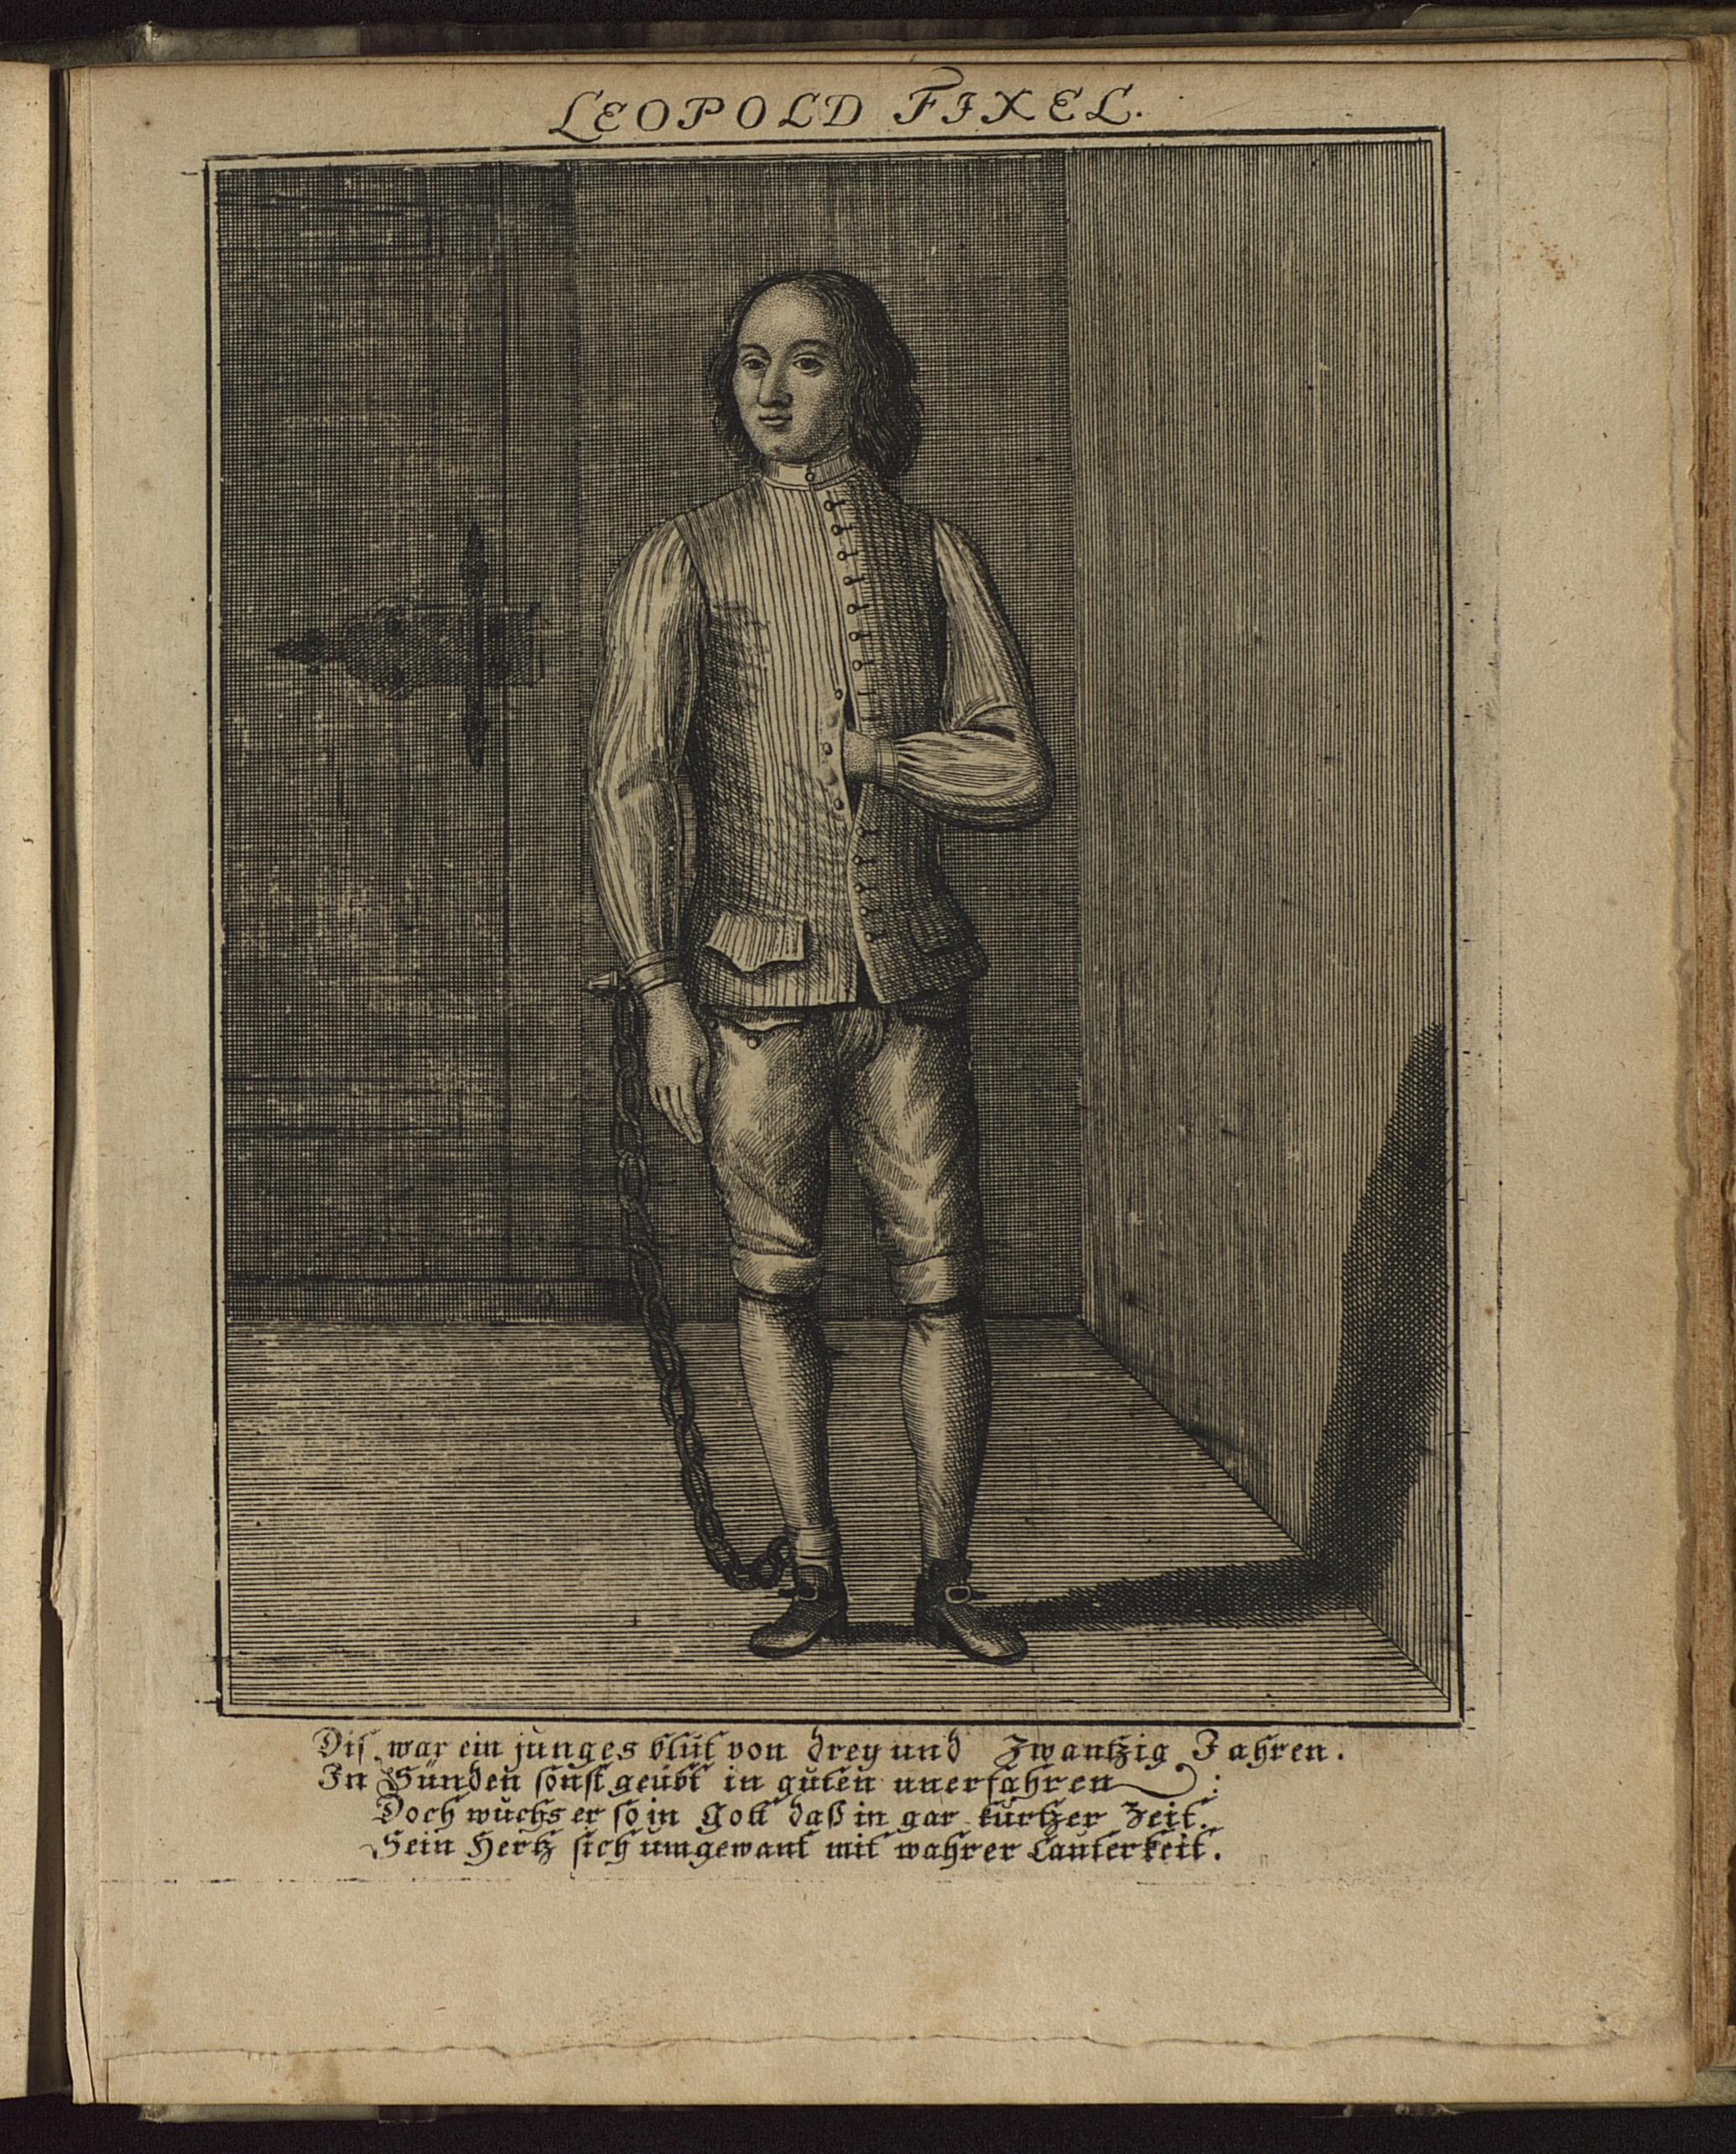 LEOPOLD FIXEL.
Dis war ein junges blut von drey und Zwantzig Jahren.
In Sünden sonst geübt in guten unerfahren
Doch wuchs er so in Gott daß in gar kurtzer Zeit.
Sein Hertz sich umgewant mit wahrer Lauterkeit.